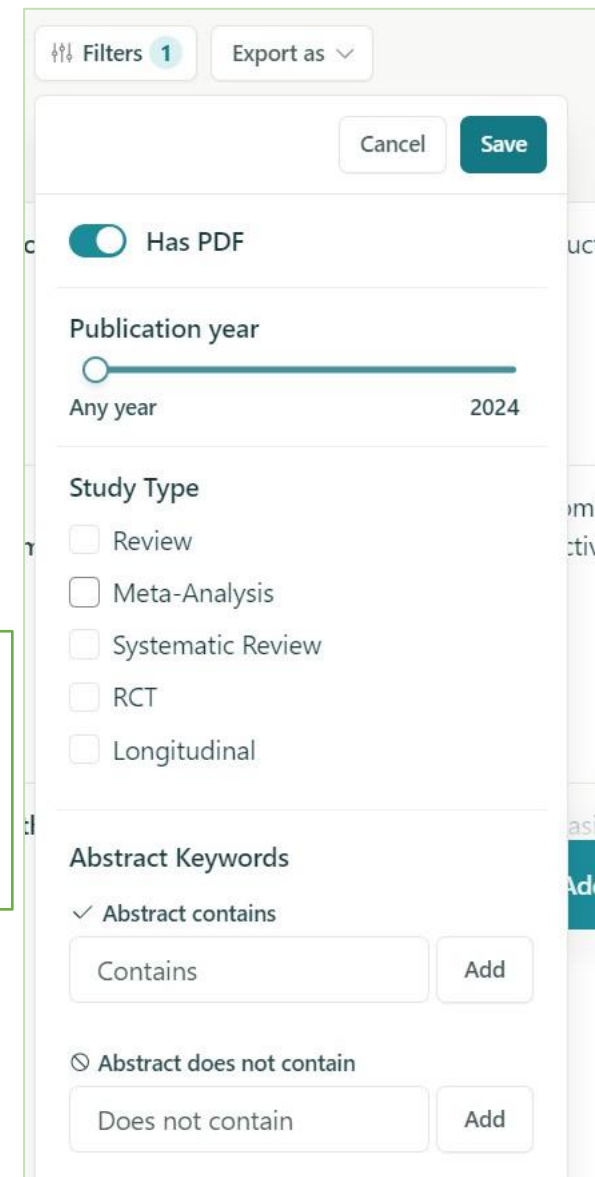 Filters 1 Export as
Cancel Save
Has PDF
Publication year
Any year 2024
Study Type
Review
Meta-Analysis
Systematic Review
RCT
Longitudinal
Abstract Keywords
Abstract contains
Contains Add
Abstract does not contain
Does not contain Add